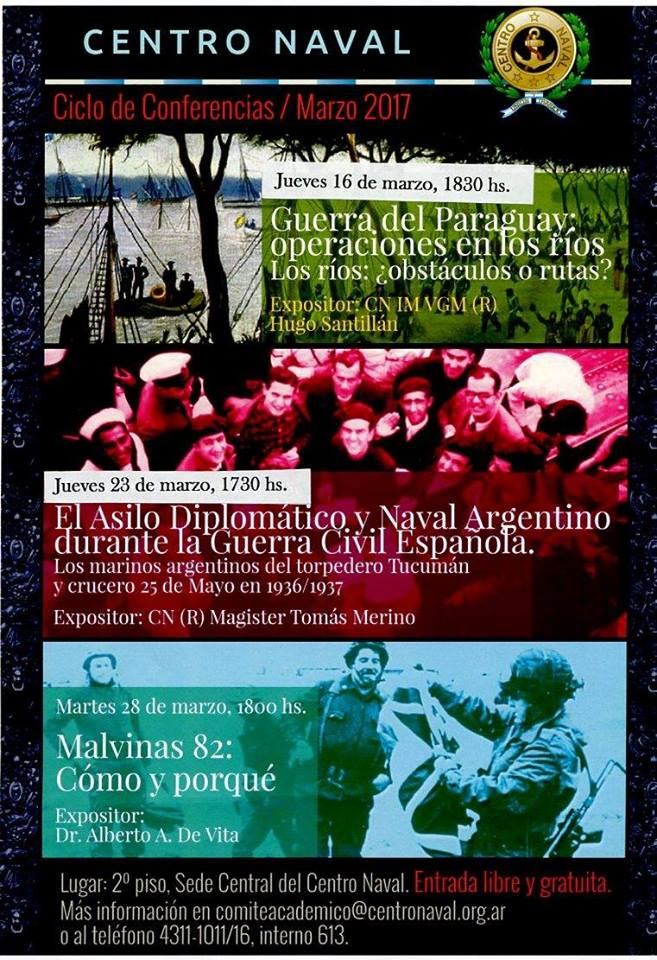 CENTRO NAVAL
CENTRO NAVAL
UNITATE TRADITIO
Ciclo de Conferencias / Marzo 2017
Jueves 16 de marzo, 1830 hs.
Guerra del Paraguay:
operaciones en los ríos
Los ríos: ¿obstáculos o rutas?
Expositor: CN IM VGM (R)
Hugo Santillán
Jueves 23 de marzo, 1730 hs.
El Asilo Diplomático y Naval Argentino
durante la Guerra Civil Española.
Los marinos argentinos del torpedero Tucumán
y crucero 25 de Mayo en 1936/1937
Expositor: CN (R) Magister Tomás Merino
Martes 28 de marzo, 1800 hs.
Malvinas 82:
Cómo y porqué
Expositor:
Dr. Alberto A. De Vita
Lugar: 2º piso, Sede Central del Centro Naval. Entrada libre y gratuita.
Más información en comiteacademico@centronaval.org.ar
o al teléfono 4311-1011/16, interno 613.